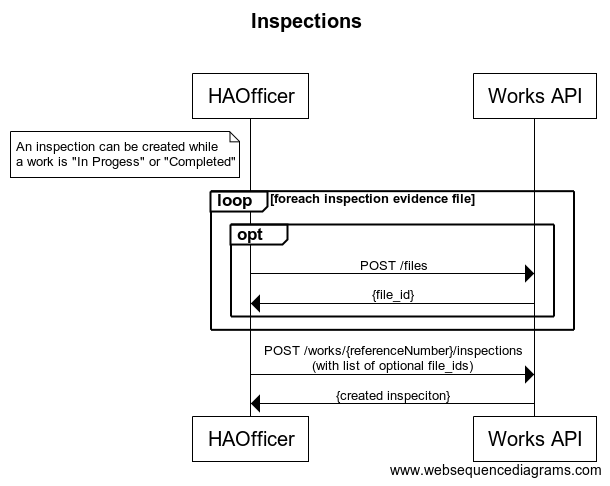 Inspections
HAOfficer
Works API
An inspection can be created while
a work is "In Progess" or "Completed"
loop
[foreach inspection evidence file]
opt
POST /files
{file_id}
POST /works/{referenceNumber}/inspections
(with list of optional file_ids)
{created inspeciton}
HAOfficer
Works API
www.websequencediagrams.com